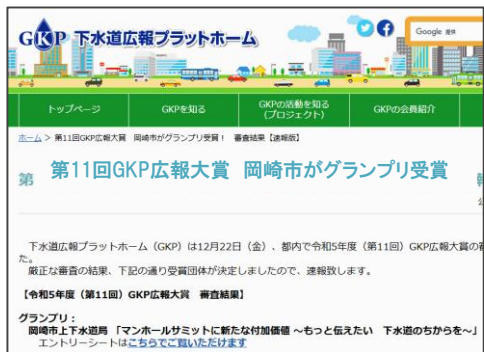 GKP 下水道広報プラットホーム
Google 提供
トップページ
GKPを知る
GKPの活動を知る
(プロジェクト)
GKPの会員紹介
ホーム > 第11回GKP広報大賞 岡崎市がグランプリ受賞! 審査結果【速報版】
第 第11回GKP広報大賞 岡崎市がグランプリ受賞
下水道広報プラットホーム(GKP)は12月22日(金)、都内で令和5年度(第11回)GKP広報大賞の
た。
厳正な審査の結果、下記の通り受賞団体が決定しましたので、速報致します。
【令和5年度(第11回)GKP広報大賞 審査結果】
グランプリ:
岡崎市上下水道局 「マンホールサミットに新たな付加価値 ~もっと伝えたい 下水道のちからを~」
エントリーシートはこちらでご覧いただけます